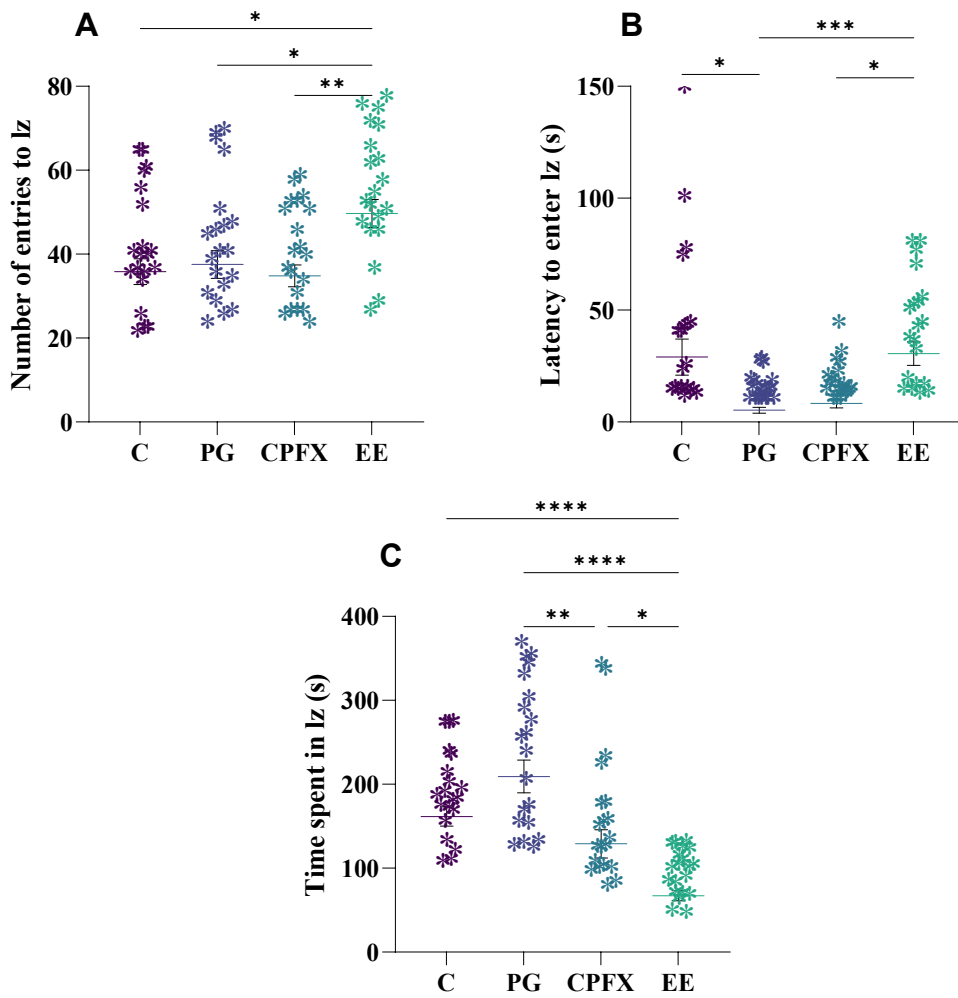 A
*
*
**
Number of entries to lz
80
60
40
20
0
C PG CPFX EE
B
***
*
*
Latency to enter lz (s)
150
100
50
0
C PG CPFX EE
C
****
****
**
*
Time spent in lz (s)
400
300
200
100
0
C PG CPFX EE